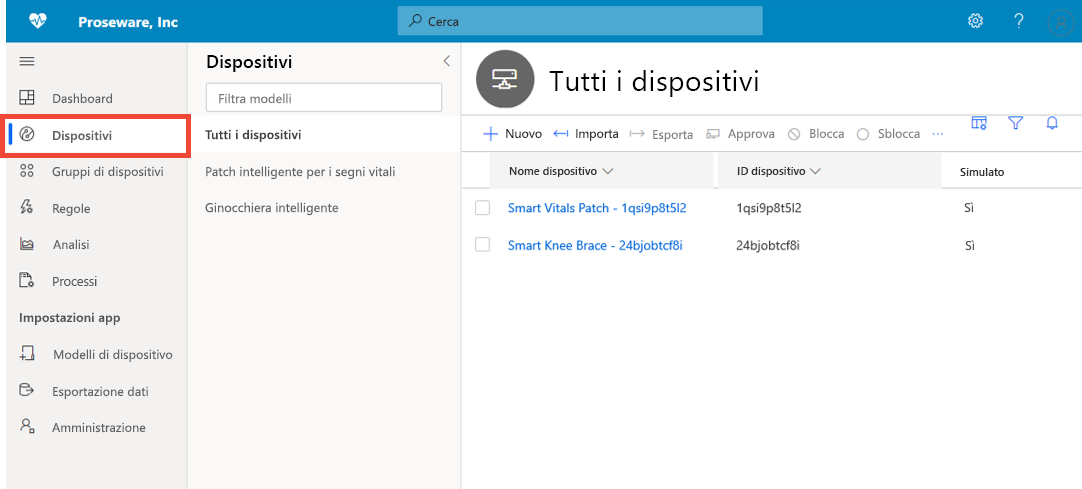 Proseware, Inc
Cerca
?
Dashboard
Dispositivi
Gruppi di dispositivi
Regole
Analisi
Processi
Impostazioni app
Modelli di dispositivo
Esportazione dati
Amministrazione
Dispositivi
Filtra modelli
Tutti i dispositivi
Patch intelligente per i segni vitali
Ginocchiera intelligente
Tutti i dispositivi
Nuovo Importa Esporta Approva Blocca Sblocca ...
Nome dispositivo ID dispositivo Simulato
Smart Vitals Patch - 1qsi9p8t5l2 1qsi9p8t5l2 Sì
Smart Knee Brace - 24bjobtcf8i 24bjobtcf8i Sì